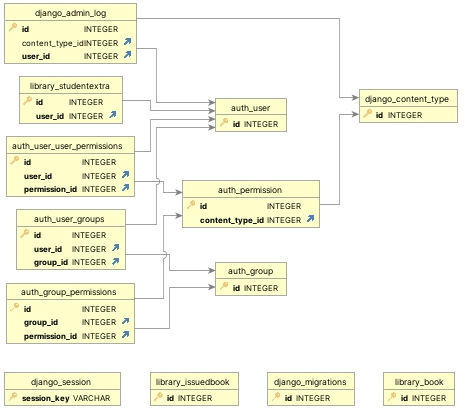 django_admin_log
id INTEGER
content_type_id INTEGER
user_id INTEGER
library_studentextra
id INTEGER
user_id INTEGER
auth_user_user_permissions
id INTEGER
user_id INTEGER
permission_id INTEGER
auth_user_groups
id INTEGER
user_id INTEGER
group_id INTEGER
auth_group_permissions
id INTEGER
group_id INTEGER
permission_id INTEGER
auth_user
id INTEGER
auth_permission
id INTEGER
content_type_id INTEGER
auth_group
id INTEGER
django_content_type
id INTEGER
django_session
session_key VARCHAR
library_issuedbook
id INTEGER
django_migrations
id INTEGER
library_book
id INTEGER